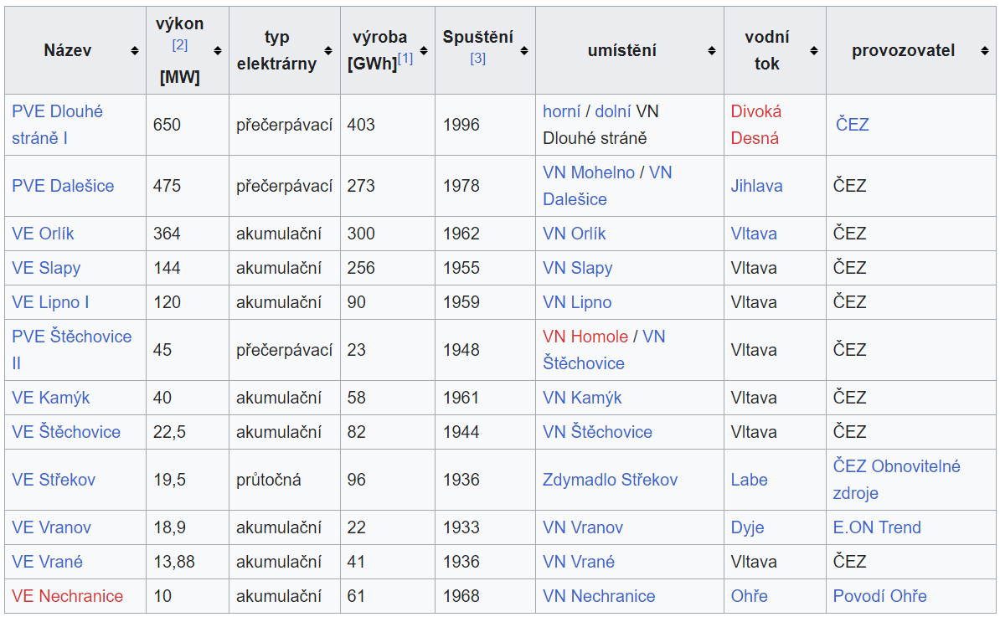 Název výkon [2] [MW] typ elektrárny výroba [GWh][1] Spuštění [3] umístění vodní tok provozovatel
PVE Dlouhé stráně I 650 přečerpávací 403 1996 horní / dolní VN Dlouhé stráně Divoká Desná ČEZ
PVE Dalešice 475 přečerpávací 273 1978 VN Mohelno / VN Dalešice Jihlava ČEZ
VE Orlík 364 akumulační 300 1962 VN Orlík Vltava ČEZ
VE Slapy 144 akumulační 256 1955 VN Slapy Vltava ČEZ
VE Lipno I 120 akumulační 90 1959 VN Lipno Vltava ČEZ
PVE Štěchovice II 45 přečerpávací 23 1948 VN Homole / VN Štěchovice Vltava ČEZ
VE Kamýk 40 akumulační 58 1961 VN Kamýk Vltava ČEZ
VE Štěchovice 22,5 akumulační 82 1944 VN Štěchovice Vltava ČEZ
VE Střekov 19,5 průtočná 96 1936 Zdymadlo Střekov Labe ČEZ Obnovitelné zdroje
VE Vranov 18,9 akumulační 22 1933 VN Vranov Dyje E.ON Trend
VE Vrané 13,88 akumulační 41 1936 VN Vrané Vltava ČEZ
VE Nechranice 10 akumulační 61 1968 VN Nechranice Ohře Povodí Ohře